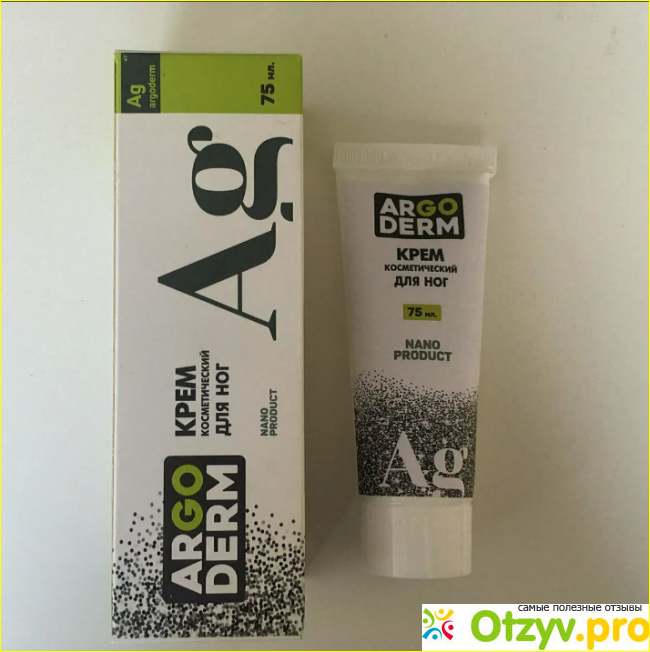 Ag
argoderm
75 мл.
Ag
КРЕМ
КОСМЕТИЧЕСКИЙ
ДЛЯ НОГ
NANO
PRODUCT
ARGO
DERM
ARGO
DERM
КРЕМ
КОСМЕТИЧЕСКИЙ
ДЛЯ НОГ
75 мл.
NANO
PRODUCT
Ag
самые полезные отзывы
Otzyv.pro